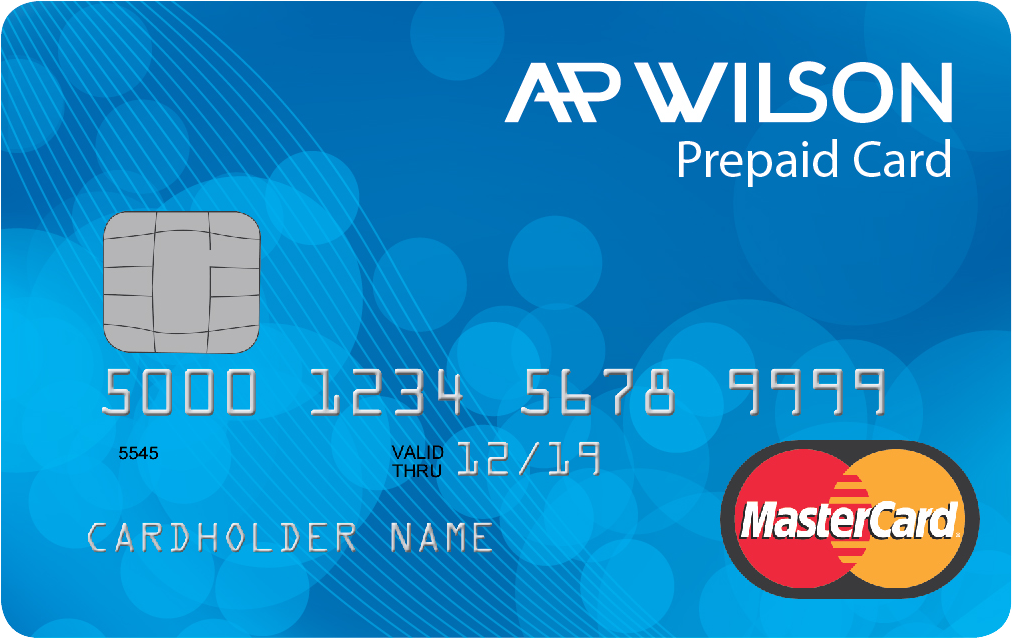 AP WILSON
Prepaid Card
5000 1234 5678 9999
5545 VALID THRU 12/19
CARDHOLDER NAME
MasterCard